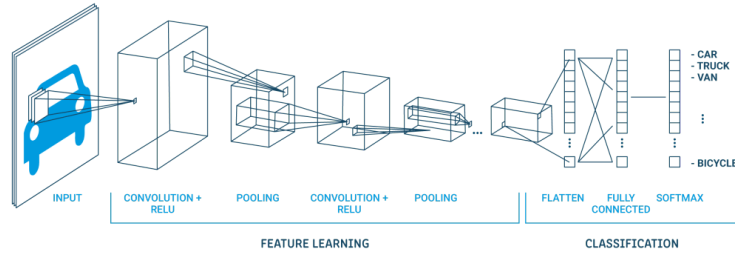 - CAR
- TRUCK
- VAN
- BICYCLE
INPUT
CONVOLUTION +
RELU
POOLING
CONVOLUTION +
RELU
POOLING
FLATTEN
FULLY
CONNECTED
SOFTMAX
FEATURE LEARNING
CLASSIFICATION